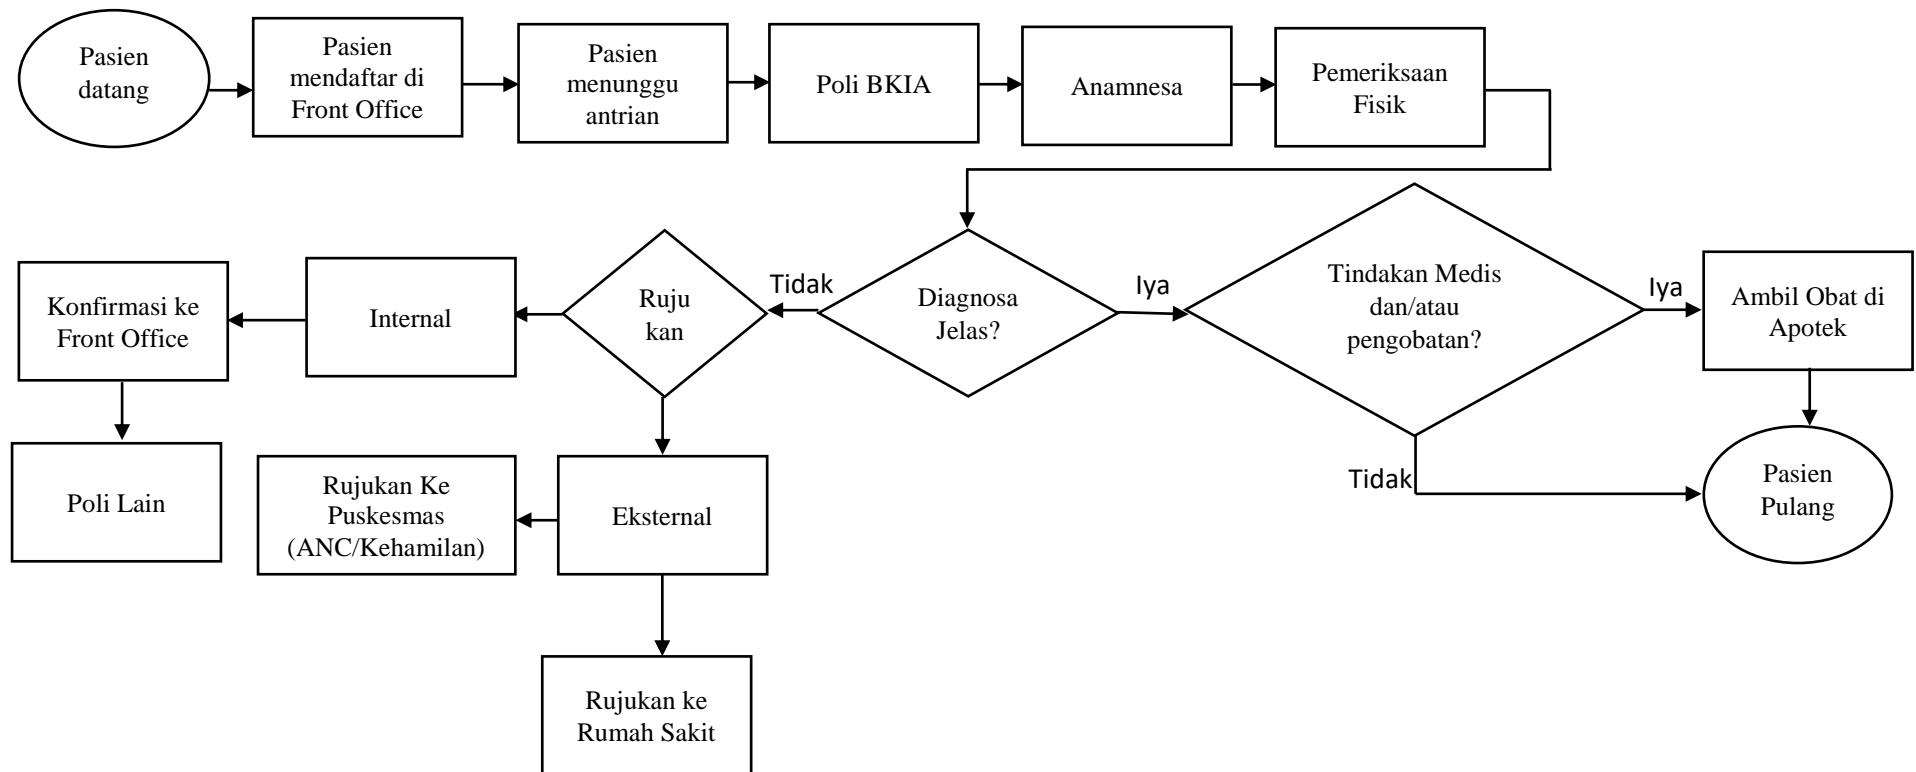 Pasien
datang
Pasien
mendaftar di
Front Office
Pasien
menunggu
antrian
Poli BKIA
Anamnesa
Pemeriksaan
Fisik
Konfirmasi ke
Front Office
Internal
Ruju
kan
Tidak
Diagnosa
Jelas?
Iya
Tindakan Medis
dan/atau
pengobatan?
Iya
Ambil Obat di
Apotek
Poli Lain
Rujukan Ke
Puskesmas
(ANC/Kehamilan)
Eksternal
Tidak
Pasien
Pulang
Rujukan ke
Rumah Sakit